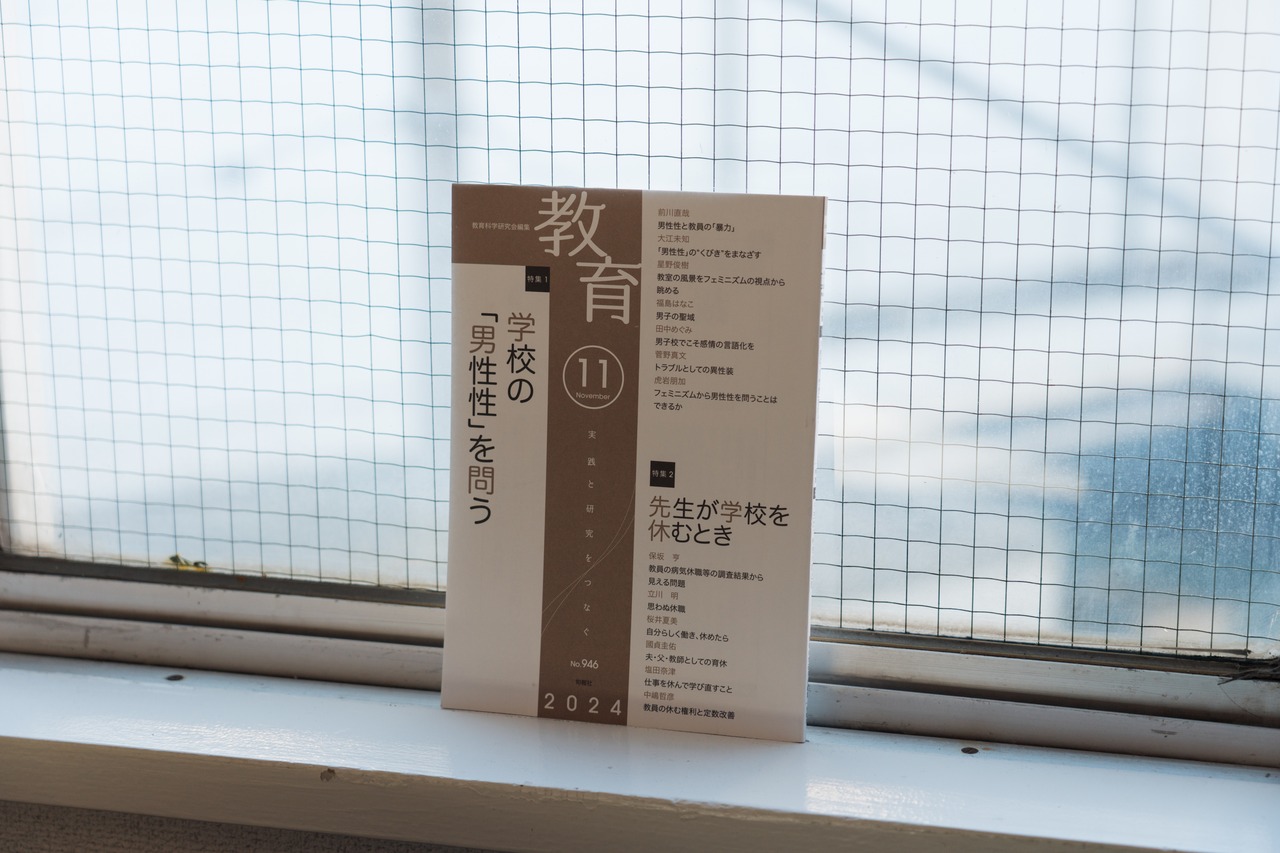 教育科学研究会編集
教育
特集1
学校の
「男性性」を問う
11
November
実践と研究をつなぐ
No.946
旬報社
2024
前川直哉
男性性と教員の「暴力」
大江未知
「男性性」の“くびき”をまなざす
星野俊樹
教室の風景をフェミニズムの視点から
眺める
福島はなこ
男子の聖域
田中めぐみ
男子校でこそ感情の言語化を
菅野真文
トラブルとしての異性装
虎岩朋加
フェミニズムから男性性を問うことは
できるか
特集2
先生が学校を
休むとき
保坂 亨
教員の病気休職等の調査結果から
見える問題
立川 明
思わぬ休職
桜井夏美
自分らしく働き、休めたら
國貞圭佑
夫・父・教師としての育休
塩田奈津
仕事を休んで学び直すこと
中嶋哲彦
教員の休む権利と定数改善